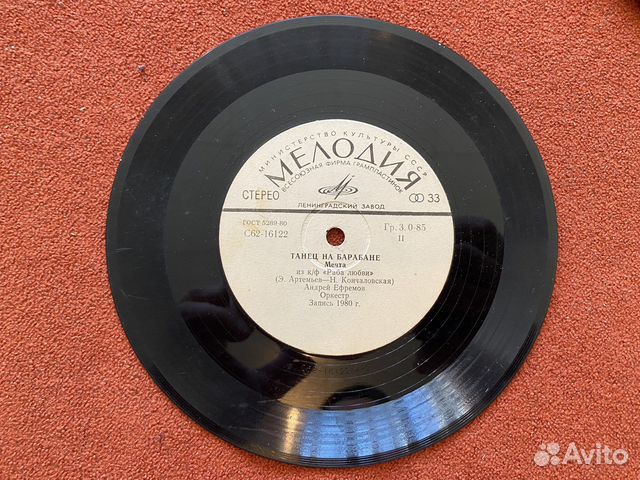 МИНИСТЕРСТВО КУЛЬТУРЫ СССР
МЕЛОДИЯ
ВСЕСОЮЗНАЯ ФИРМА ГРАМПЛАСТИНОК
СТЕРЕО
33
ЛЕНИНГРАДСКИЙ ЗАВОД
ГОСТ 5289-80
С62-16122
Гр. 3. 0-85
II
ТАНЕЦ НА БАРАБАНЕ
Мечта
из к/ф «Раба любви»
(Э. Артемьев—Н. Кончаловская)
Андрей Ефремов
Оркестр
Запись 1980 г.
Avito